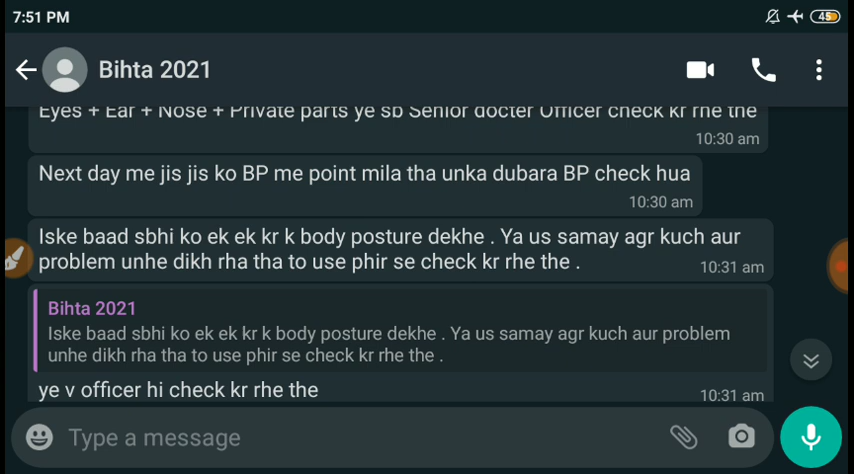 7:51 PM
45
Bihta 2021
Eyes + Ear + Nose + Private parts ye sb Senior docter Officer check kr rhe the
10:30 am
Next day me jis jis ko BP me point mila tha unka dubara BP check hua
10:30 am
Iske baad sbhi ko ek ek kr k body posture dekhe . Ya us samay agr kuch aur
problem unhe dikh rha tha to use phir se check kr rhe the .
10:31 am
Bihta 2021
Iske baad sbhi ko ek ek kr k body posture dekhe . Ya us samay agr kuch aur problem
unhe dikh rha tha to use phir se check kr rhe the .
ye v officer hi check kr rhe the
10:31 am
Type a message